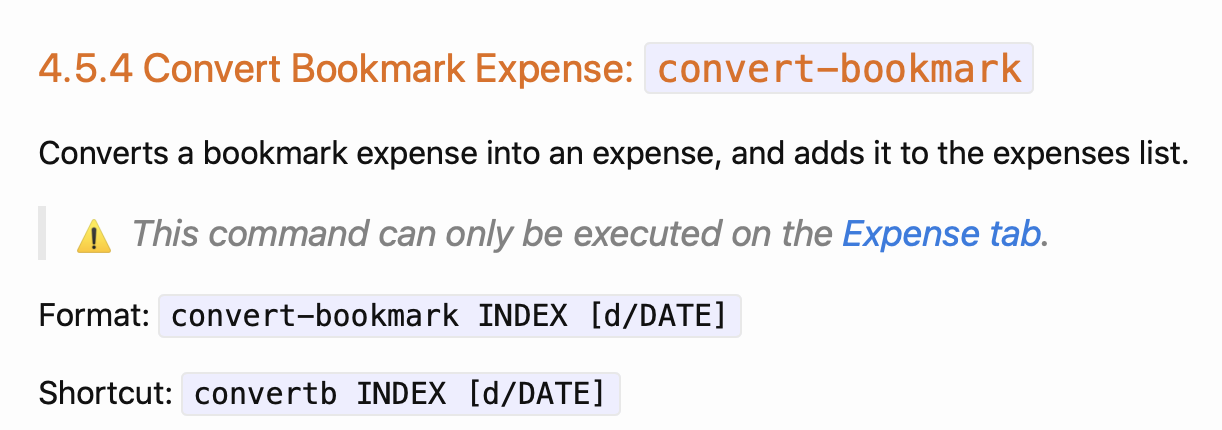 4.5.4 Convert Bookmark Expense: convert-bookmark
Converts a bookmark expense into an expense, and adds it to the expenses list.
⚠️ This command can only be executed on the Expense tab.
Format: convert-bookmark INDEX [d/DATE]
Shortcut: convertb INDEX [d/DATE]